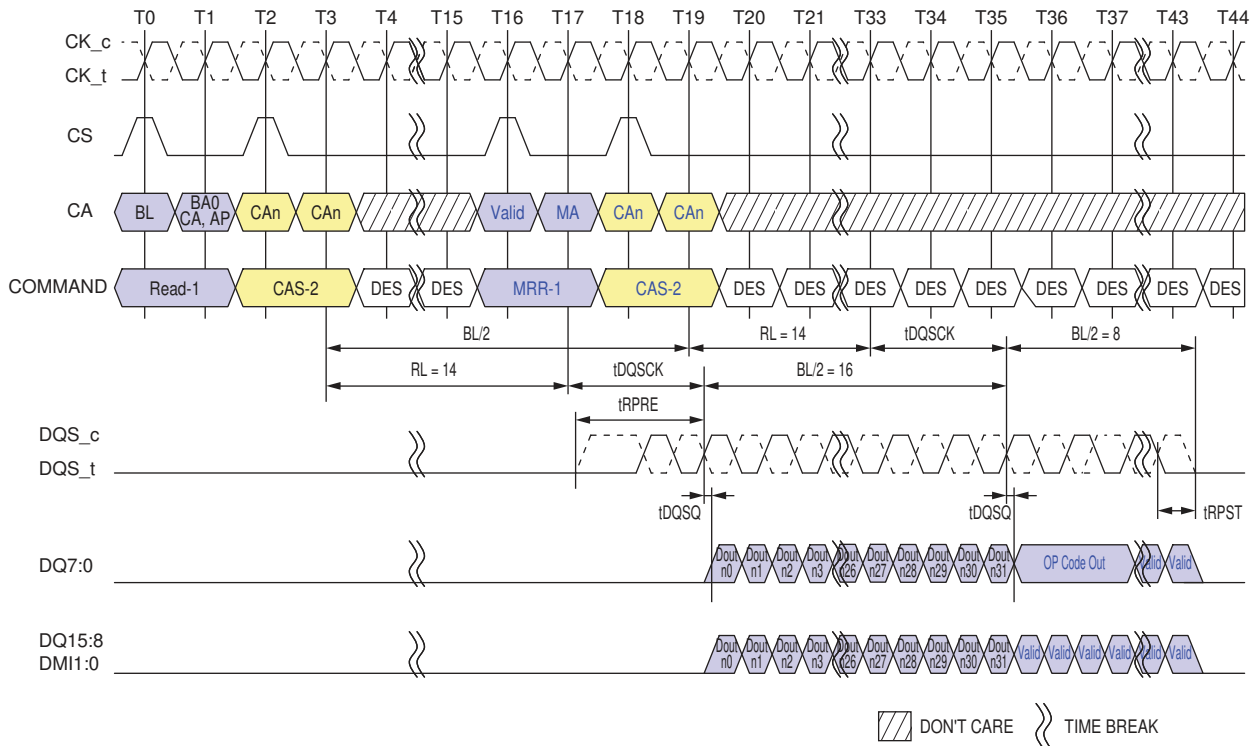 T0 T1 T2 T3 T4 T15 T16 T17 T18 T19 T20 T21 T33 T34 T35 T36 T37 T43 T44
CK_c
CK_t
CS
CA BL BA0 CA, AP CAn CAn Valid MA CAn CAn
COMMAND Read-1 CAS-2 DES DES MRR-1 CAS-2 DES DES DES DES DES DES DES DES DES
BL/2 RL = 14 tDQSCK BL/2 = 8
RL = 14 tDQSCK BL/2 = 16
tRPRE
DQS_c
DQS_t
tDQSQ tDQSQ tRPST
DQ7:0 Dout n0 Dout n1 Dout n2 Dout n3 Dout n26 Dout n27 Dout n28 Dout n29 Dout n30 Dout n31 OP Code Out Valid Valid
DQ15:8
DMI1:0 Dout n0 Dout n1 Dout n2 Dout n3 Dout n26 Dout n27 Dout n28 Dout n29 Dout n30 Dout n31 Valid Valid Valid Valid Valid Valid
DON'T CARE TIME BREAK